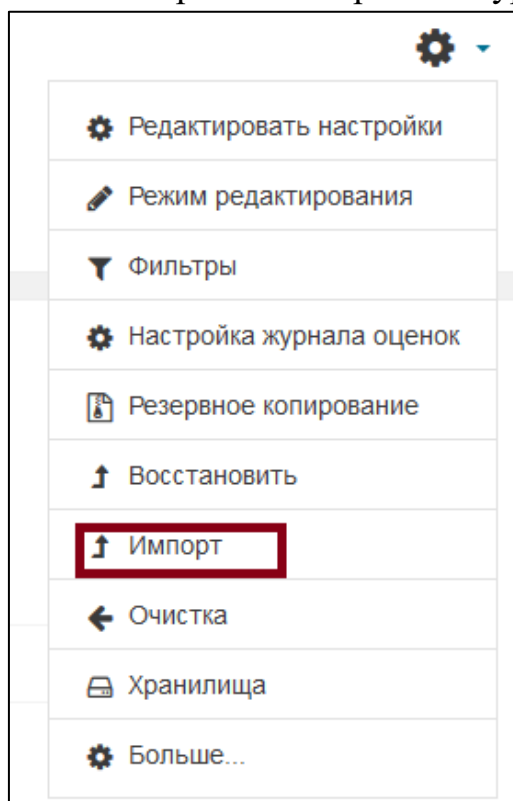 Редактировать настройки
Режим редактирования
Фильтры
Настройка журнала оценок
Резервное копирование
Восстановить
Импорт
Очистка
Хранилища
Больше...